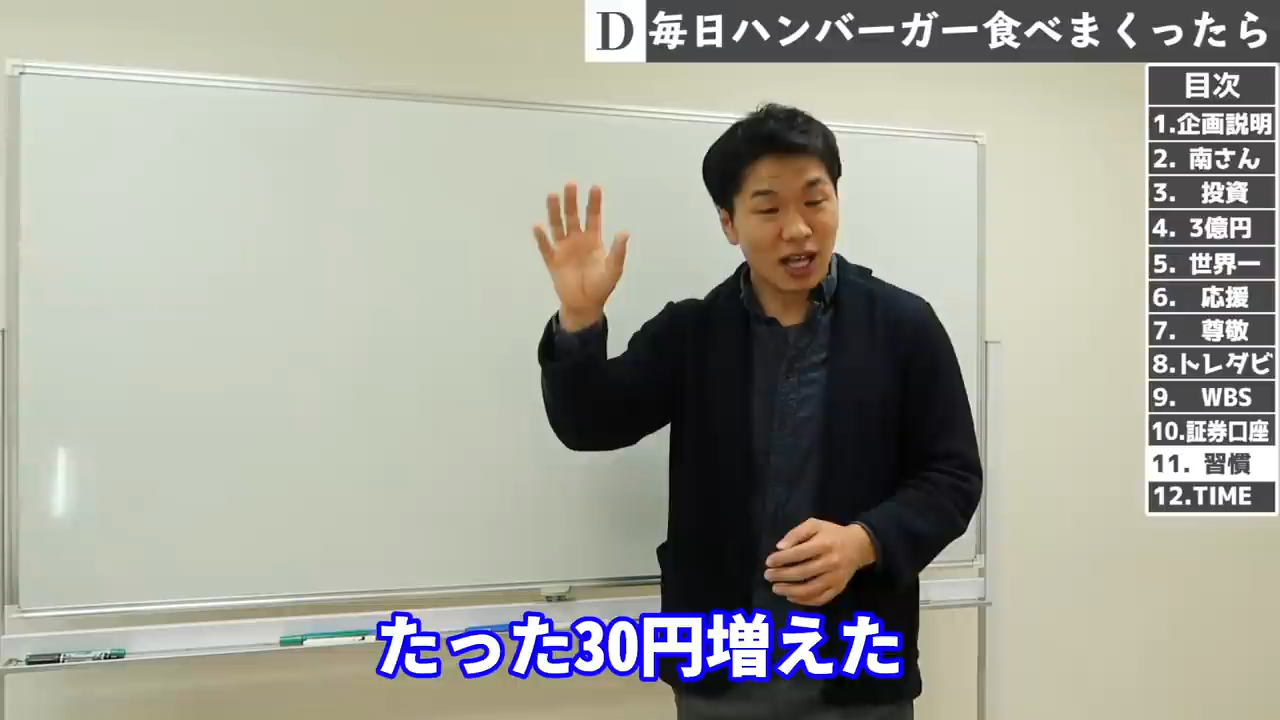 D 毎日ハンバーガー食べまくったら
目次
1.企画説明
2. 南さん
3. 投資
4. 3億円
5. 世界一
6. 応援
7. 尊敬
8.トレダビ
9. WBS
10.証券口座
11. 習慣
12.TIME
たった30円増えた